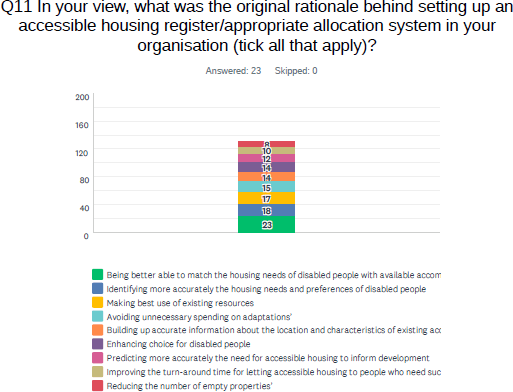 Q11 In your view, what was the original rationale behind setting up an
accessible housing register/appropriate allocation system in your
organisation (tick all that apply)?
Answered: 23 Skipped: 0
200
160
120
80
40
0
8
10
12
14
14
15
17
18
23
Being better able to match the housing needs of disabled people with available accom
Identifying more accurately the housing needs and preferences of disabled people
Making best use of existing resources
Avoiding unnecessary spending on adaptations'
Building up accurate information about the location and characteristics of existing acc
Enhancing choice for disabled people
Predicting more accurately the need for accessible housing to inform development
Improving the turn-around time for letting accessible housing to people who need suc
Reducing the number of empty properties'